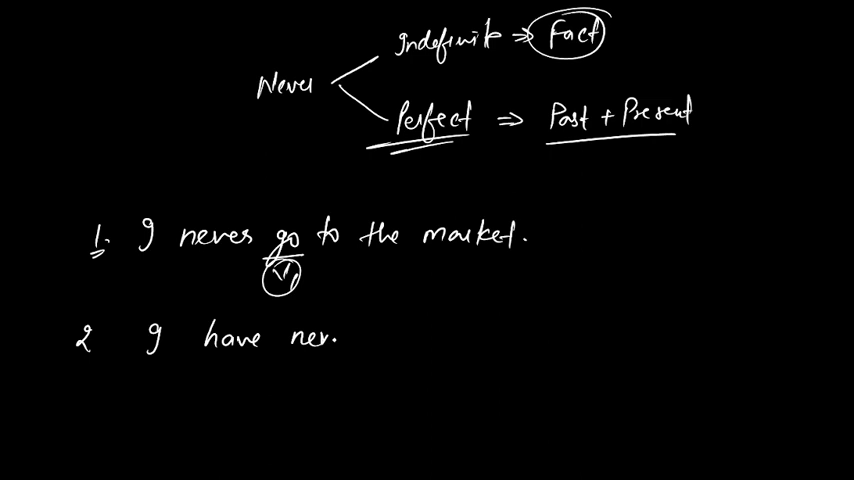 Indefinite ⇒ Fact
Never
Perfect ⇒ Past + Present
1. I never go to the market.
V1
2 I have nev.